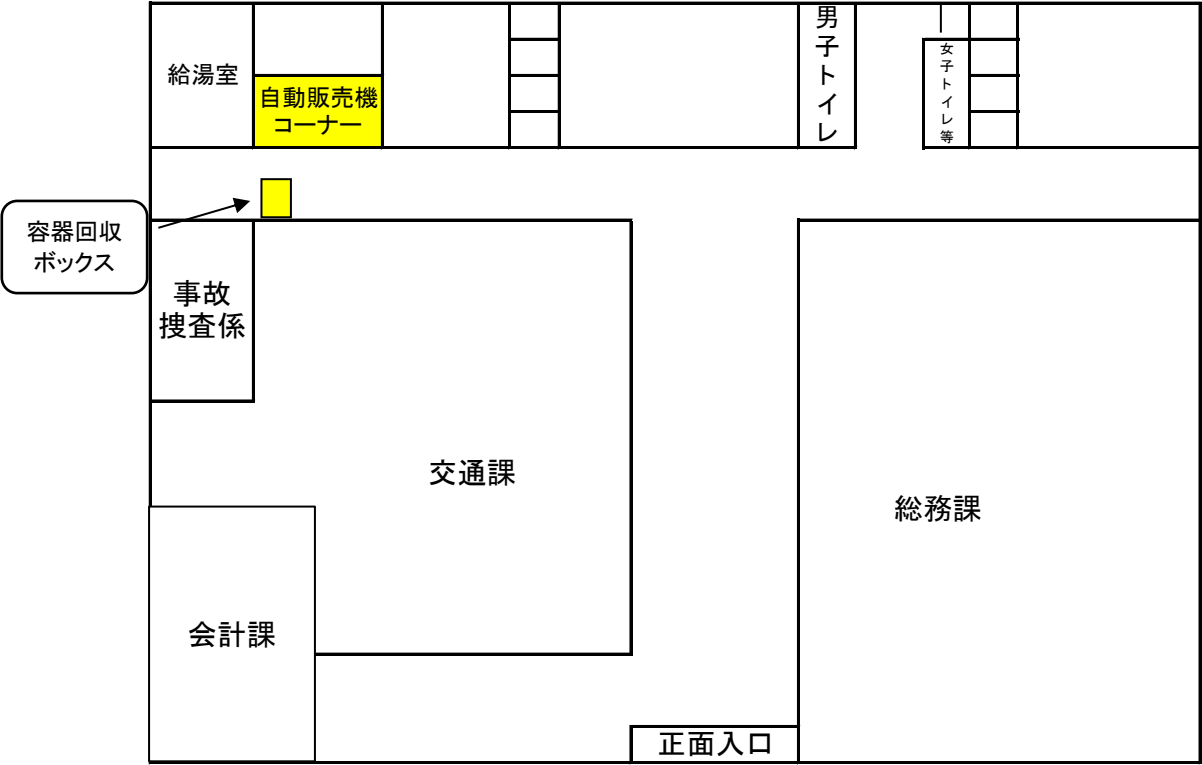 給湯室
自動販売機
コーナー
男子トイレ
女子トイレ等
容器回収
ボックス
事故
捜査係
交通課
総務課
会計課
正面入口